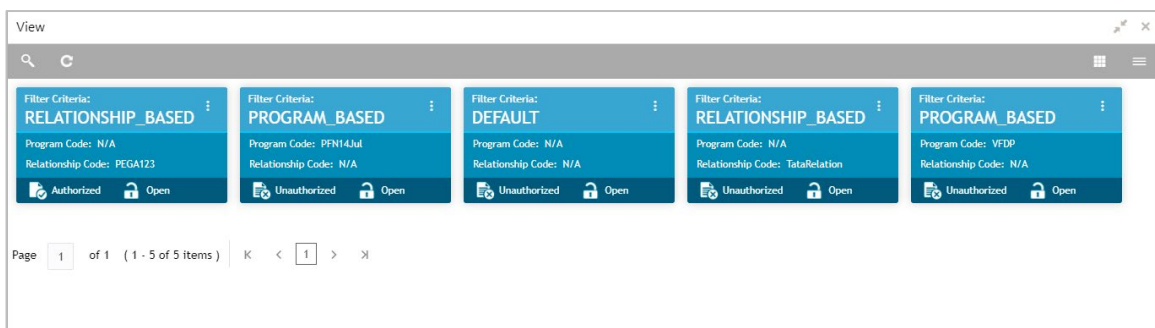 View
Filter Criteria: Filter Criteria: Filter Criteria: Filter Criteria: Filter Criteria:
RELATIONSHIP_BASED PROGRAM_BASED DEFAULT RELATIONSHIP_BASED PROGRAM_BASED
Program Code: N/A Program Code: PFN14Jul Program Code: N/A Program Code: N/A Program Code: VFDP
Relationship Code: PEGA123 Relationship Code: N/A Relationship Code: N/A Relationship Code: TataRelation Relationship Code: N/A
Authorized Open Unauthorized Open Unauthorized Open Unauthorized Open Unauthorized Open
Page 1 of 1 ( 1 - 5 of 5 items ) 1